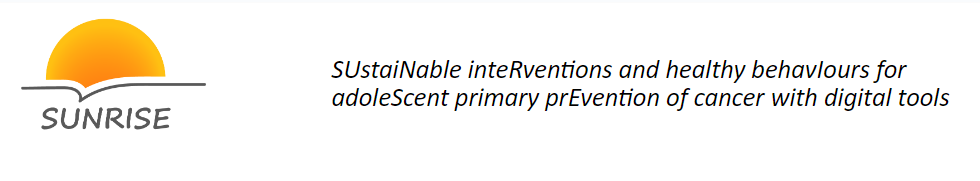 SUNRISE
SUstaiNable inteRventions and healthy behavIours for
adoleScent primary prEvention of cancer with digital tools